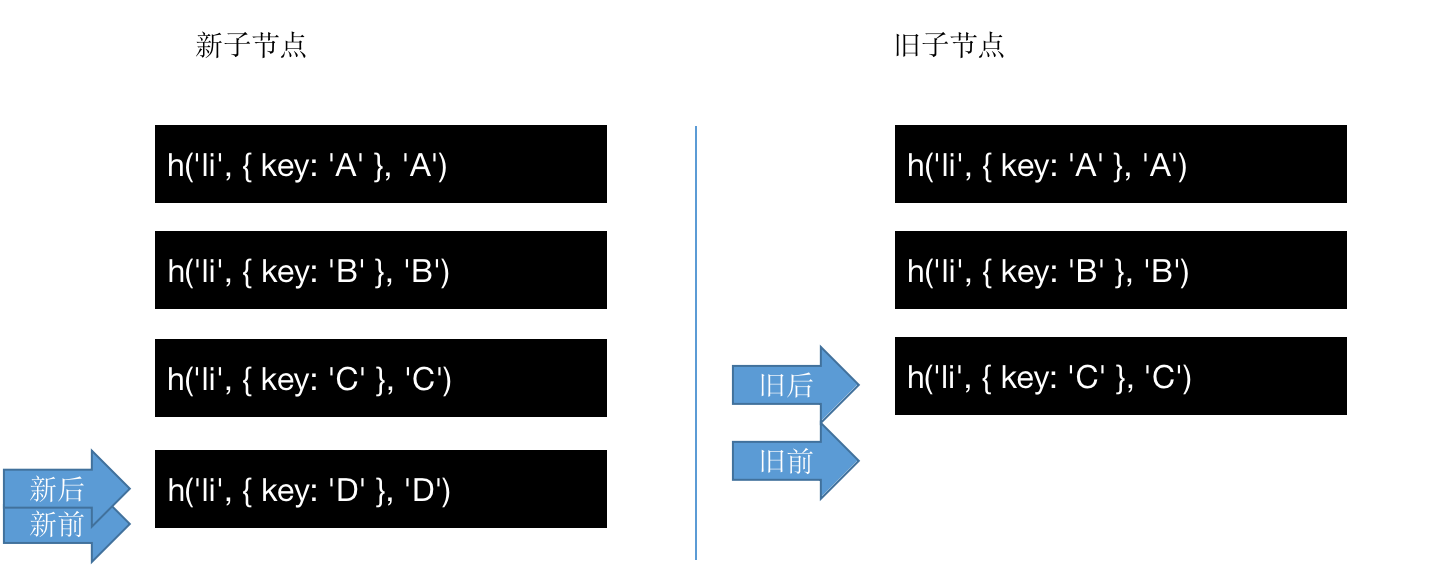 新子节点
h('li', { key: 'A' }, 'A')
h('li', { key: 'B' }, 'B')
h('li', { key: 'C' }, 'C')
h('li', { key: 'D' }, 'D')
新后
新前
旧子节点
h('li', { key: 'A' }, 'A')
h('li', { key: 'B' }, 'B')
h('li', { key: 'C' }, 'C')
旧后
旧前